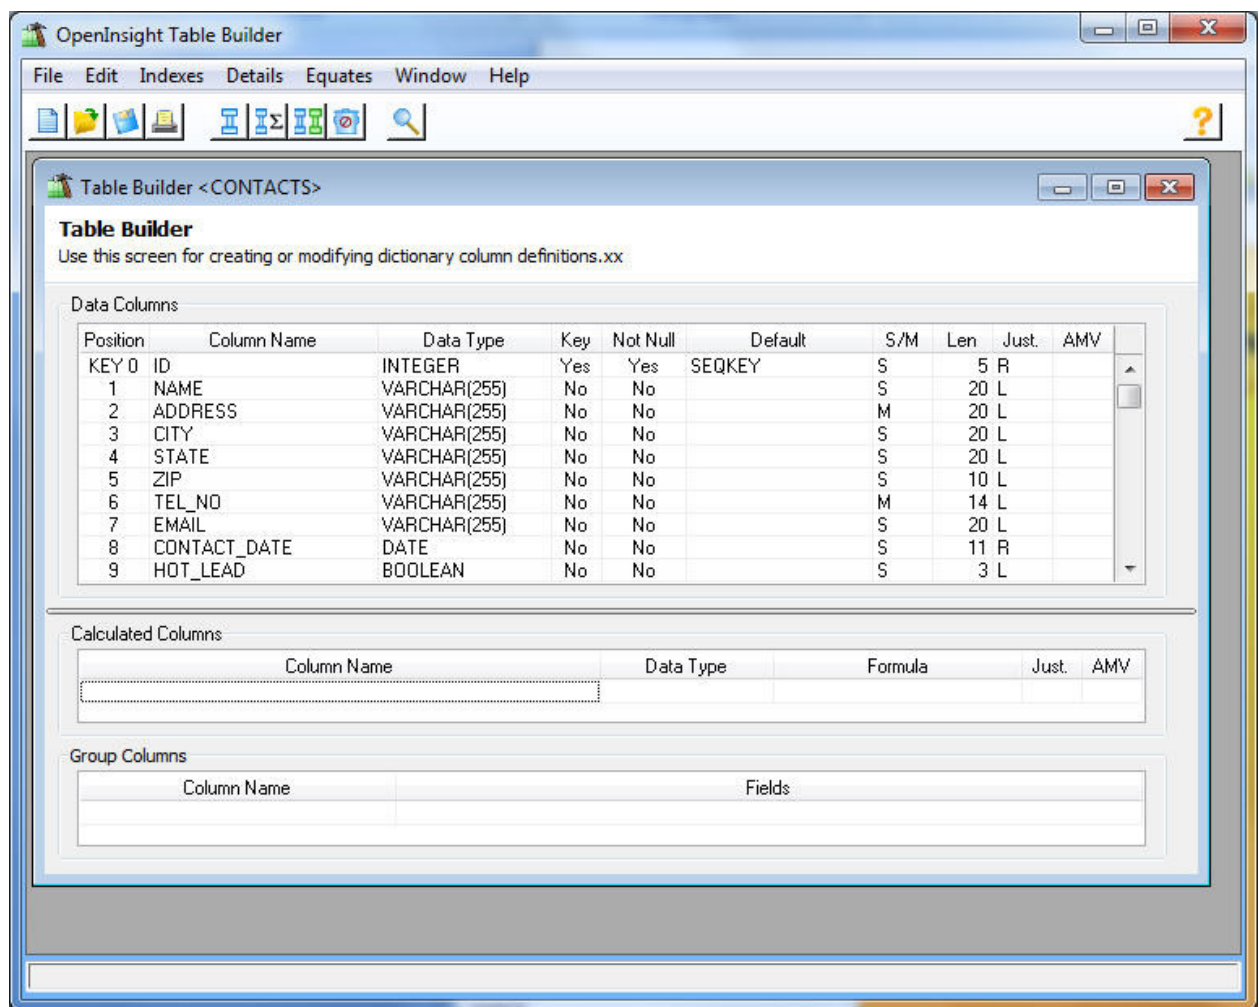 OpenInsight Table Builder
File Edit Indexes Details Equates Window Help
Table Builder <CONTACTS>
Table Builder
Use this screen for creating or modifying dictionary column definitions.xx
Data Columns
Position Column Name Data Type Key Not Null Default S/M Len Just. AMV
KEY 0 ID INTEGER Yes Yes SEQKEY S 5 R
1 NAME VARCHAR(255) No No S 20 L
2 ADDRESS VARCHAR(255) No No M 20 L
3 CITY VARCHAR(255) No No S 20 L
4 STATE VARCHAR(255) No No S 20 L
5 ZIP VARCHAR(255) No No S 10 L
6 TEL_NO VARCHAR(255) No No M 14 L
7 EMAIL VARCHAR(255) No No S 20 L
8 CONTACT_DATE DATE No No S 11 R
9 HOT_LEAD BOOLEAN No No S 3 L
Calculated Columns
Column Name Data Type Formula Just. AMV
Group Columns
Column Name Fields